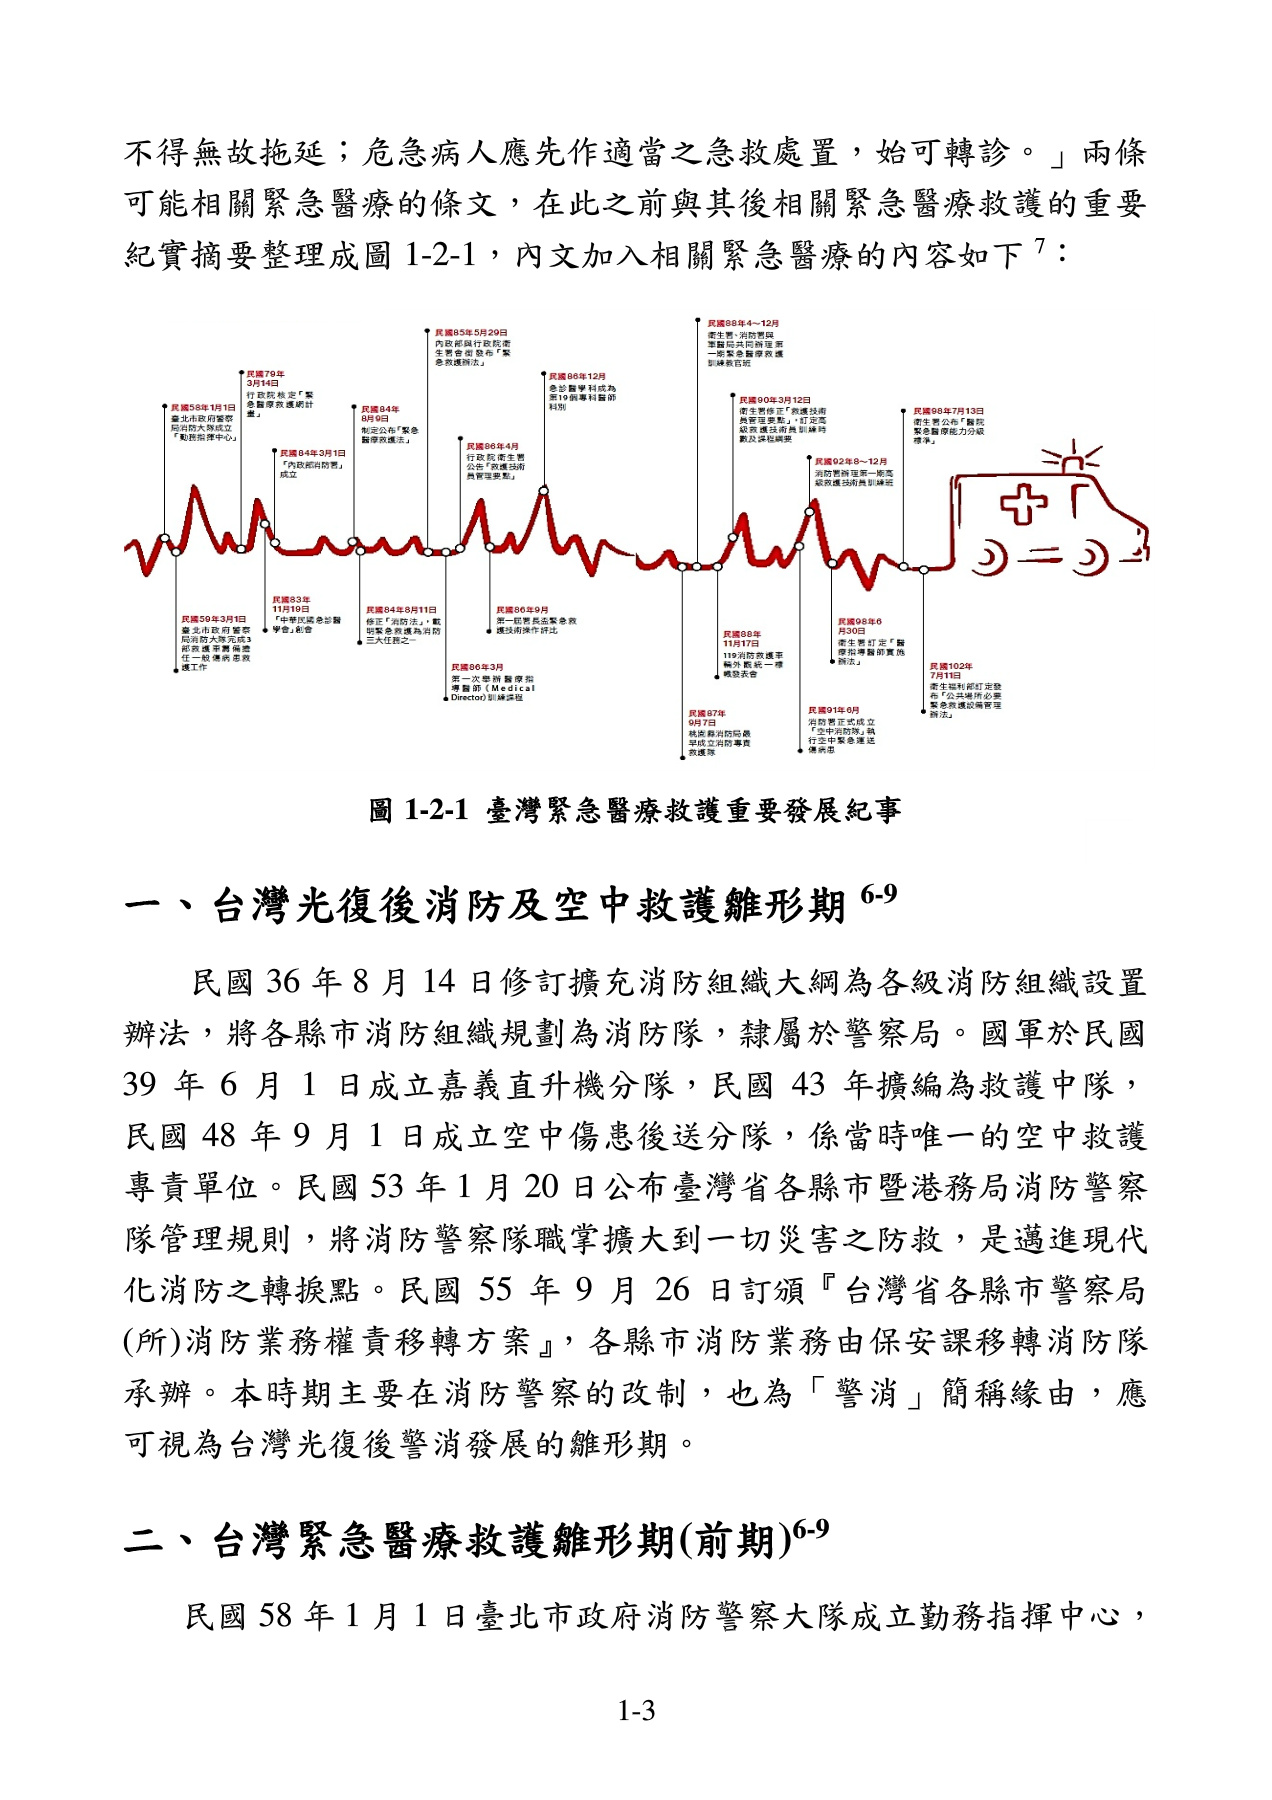 不得無故拖延；危急病人應先作適當之急救處置，始可轉診。」兩條
可能相關緊急醫療的條文，在此之前與其後相關緊急醫療救護的重要
紀實摘要整理成圖 1-2-1，內文加入相關緊急醫療的內容如下 7：
民國58年1月1日
臺北市政府警察
局消防大隊成立
「勤務指揮中心」
民國59年3月1日
臺北市政府警察
局消防大隊完成3
部救護車籌備擔
任一般傷病患救
護工作
民國79年
3月14日
行政院核定「緊
急醫療救護網計
畫」
民國83年
11月19日
「中華民國急診醫
學會」創會
民國84年3月1日
「內政部消防署」
成立
民國84年
8月9日
制定公布「緊急
醫療救護法」
民國84年8月11日
修正「消防法」，載
明緊急救護為消防
三大任務之一
民國85年5月29日
內政部與行政院衛
生署會銜發布「緊
急救護辦法」
民國86年3月
第一次舉辦醫療指
導醫師（Medical
Director）訓練課程
民國86年4月
行政院衛生署
公告「救護技術
員管理要點」
民國86年9月
第一屆署長盃緊急救
護技術操作評比
民國86年12月
急診醫學科成為
第19個專科醫師
科別
民國87年
9月7日
桃園縣消防局最
早成立消防專責
救護隊
民國88年4～12月
衛生署、消防署與
軍醫局共同辦理第
一期緊急醫療救護
訓練教官班
民國88年
11月17日
119消防救護車
輛外觀統一標
幟發表會
民國90年3月12日
衛生署修正「救護技術
員管理要點」，訂定高
級救護技術員訓練時
數及課程綱要
民國91年6月
消防署正式成立
「空中消防隊」執
行空中緊急運送
傷病患
民國92年8～12月
消防署辦理第一期高
級救護技術員訓練班
民國98年6
月30日
衛生署訂定「醫
療指導醫師實施
辦法」
民國98年7月13日
衛生署公布「醫院
緊急醫療能力分級
標準」
民國102年
7月11日
衛生福利部訂定發
布「公共場所必要
緊急救護設備管理
辦法」
圖 1-2-1 臺灣緊急醫療救護重要發展紀事
一、台灣光復後消防及空中救護雛形期 6-9
民國 36 年 8 月 14 日修訂擴充消防組織大綱為各級消防組織設置
辦法，將各縣市消防組織規劃為消防隊，隸屬於警察局。國軍於民國
39 年 6 月 1 日成立嘉義直升機分隊，民國 43 年擴編為救護中隊，
民國 48 年 9 月 1 日成立空中傷患後送分隊，係當時唯一的空中救護
專責單位。民國 53 年 1 月 20 日公布臺灣省各縣市暨港務局消防警察
隊管理規則，將消防警察隊職掌擴大到一切災害之防救，是邁進現代
化消防之轉捩點。民國 55 年 9 月 26 日訂頒『台灣省各縣市警察局
(所)消防業務權責移轉方案』，各縣市消防業務由保安課移轉消防隊
承辦。本時期主要在消防警察的改制，也為「警消」簡稱緣由，應
可視為台灣光復後警消發展的雛形期。
二、台灣緊急醫療救護雛形期(前期)6-9
民國 58 年 1 月 1 日臺北市政府消防警察大隊成立勤務指揮中心，
1-3